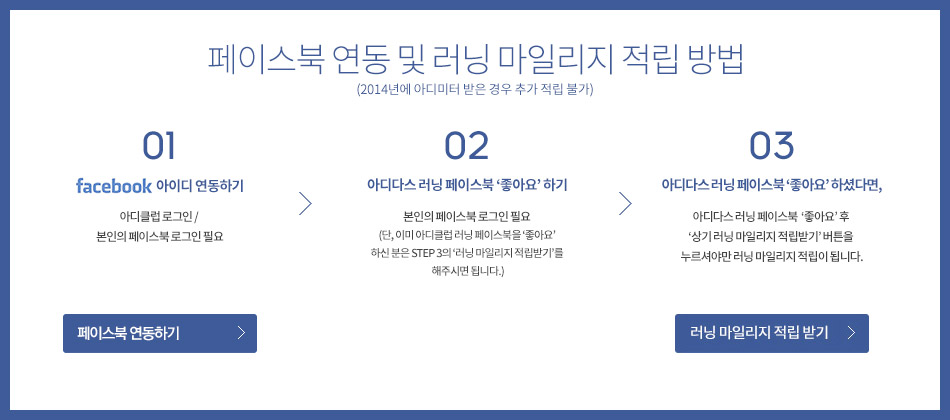 페이스북 연동 및 러닝 마일리지 적립 방법
(2014년에 아디미터 받은 경우 추가 적립 불가)
01
facebook 아이디 연동하기
아디클럽 로그인 /
본인의 페이스북 로그인 필요
페이스북 연동하기
02
아디다스 러닝 페이스북 ‘좋아요’ 하기
본인의 페이스북 로그인 필요
(단, 이미 아디클럽 러닝 페이스북을 ‘좋아요’
하신 분은 STEP 3의 ‘러닝 마일리지 적립받기’를
해주시면 됩니다.)
03
아디다스 러닝 페이스북 ‘좋아요’ 하셨다면,
아디다스 러닝 페이스북 ‘좋아요’ 후
‘상기 러닝 마일리지 적립받기’ 버튼을
누르셔야만 러닝 마일리지 적립이 됩니다.
러닝 마일리지 적립 받기